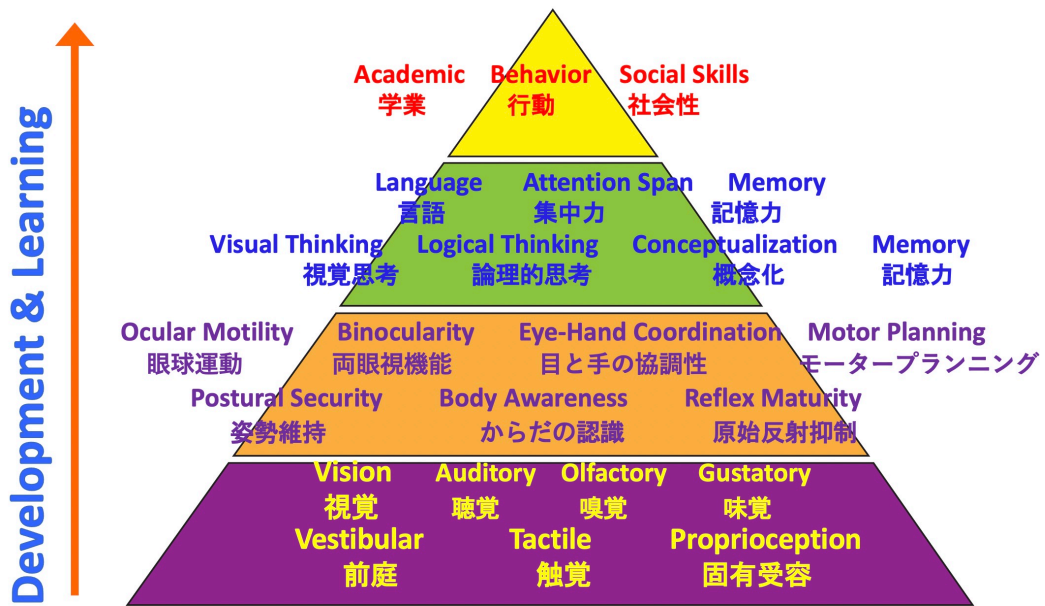 Development & Learning
Academic Behavior Social Skills
学業 行動 社会性
Language Attention Span Memory
言語 集中力 記憶力
Visual Thinking Logical Thinking Conceptualization Memory
視覚思考 論理的思考 概念化 記憶力
Ocular Motility Binocularity Eye-Hand Coordination Motor Planning
眼球運動 両眼視機能 目と手の協調性 モータープランニング
Postural Security Body Awareness Reflex Maturity
姿勢維持 からだの認識 原始反射抑制
Vision Auditory Olfactory Gustatory
視覚 聴覚 嗅覚 味覚
Vestibular Tactile Proprioception
前庭 触覚 固有受容